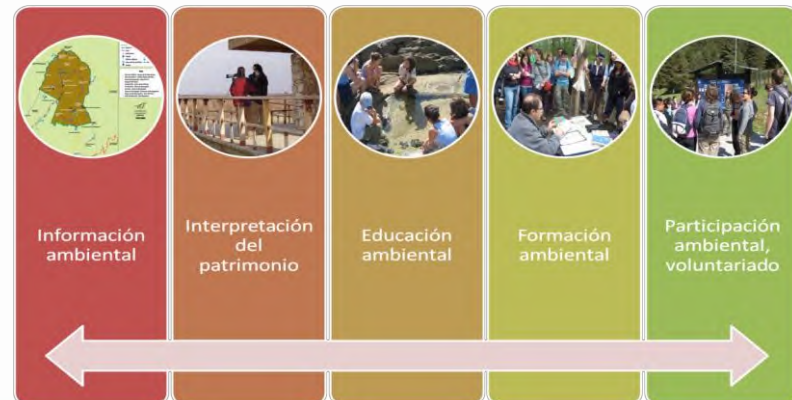 Información
ambiental
Interpretación
del
patrimonio
Educación
ambiental
Formación
ambiental
Participación
ambiental,
voluntariado